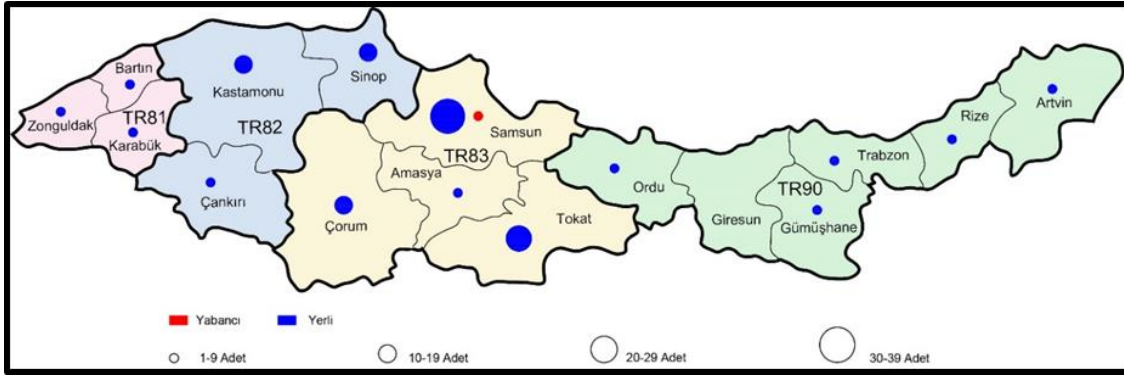 Bartın
Zonguldak
TR81
Karabük
Kastamonu
Sinop
TR82
Çankırı
Samsun
TR83
Amasya
Çorum
Tokat
Ordu
Giresun
Trabzon
TR90
Gümüşhane
Rize
Artvin
Yabancı
Yerli
1-9 Adet
10-19 Adet
20-29 Adet
30-39 Adet